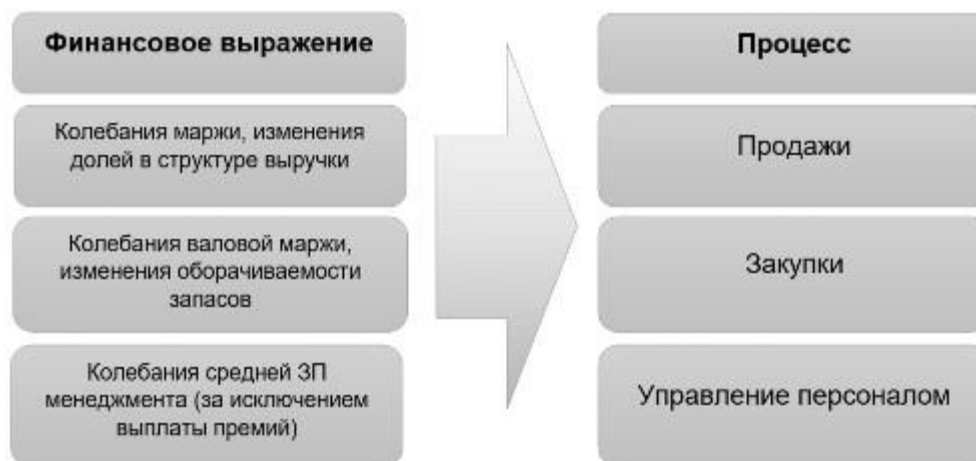 Финансовое выражение
Процесс
Колебания маржи, изменения
долей в структуре выручки
Продажи
Колебания валовой маржи,
изменения оборачиваемости
запасов
Закупки
Колебания средней ЗП
менеджмента (за исключением
выплаты премий)
Управление персоналом